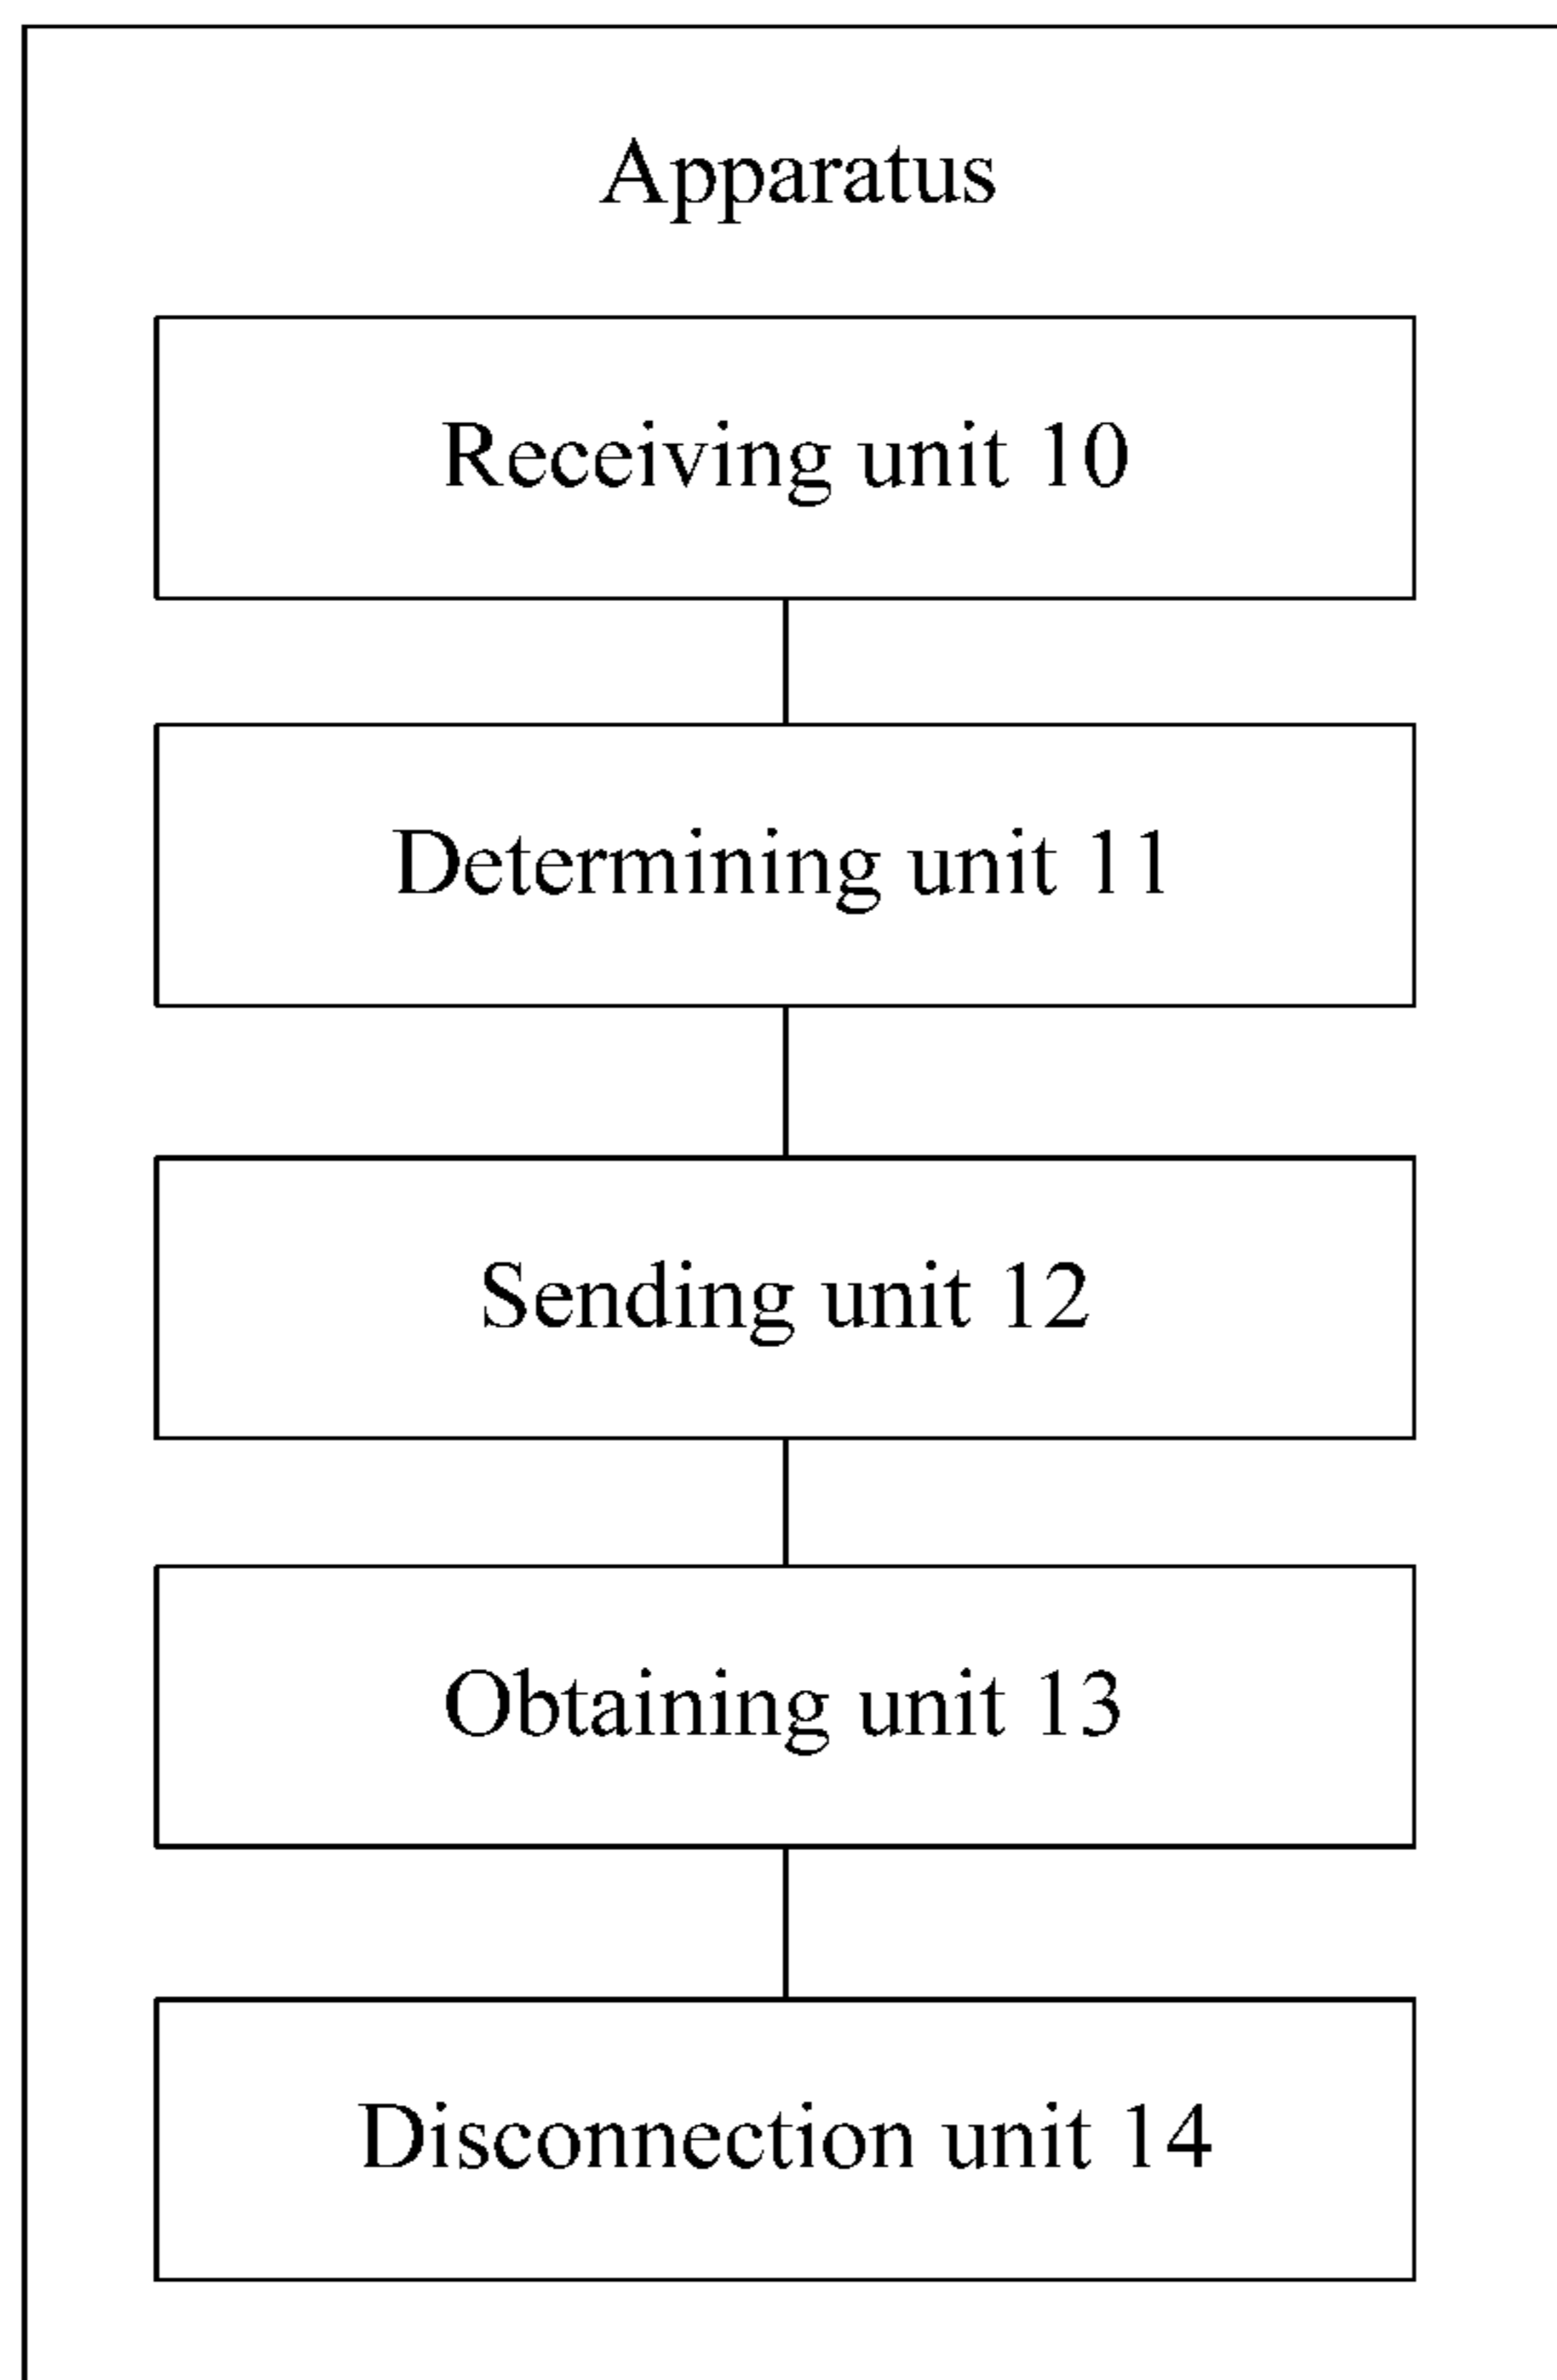 Apparatus
Receiving unit 10
Determining unit 11
Sending unit 12
Obtaining unit 13
Disconnection unit 14